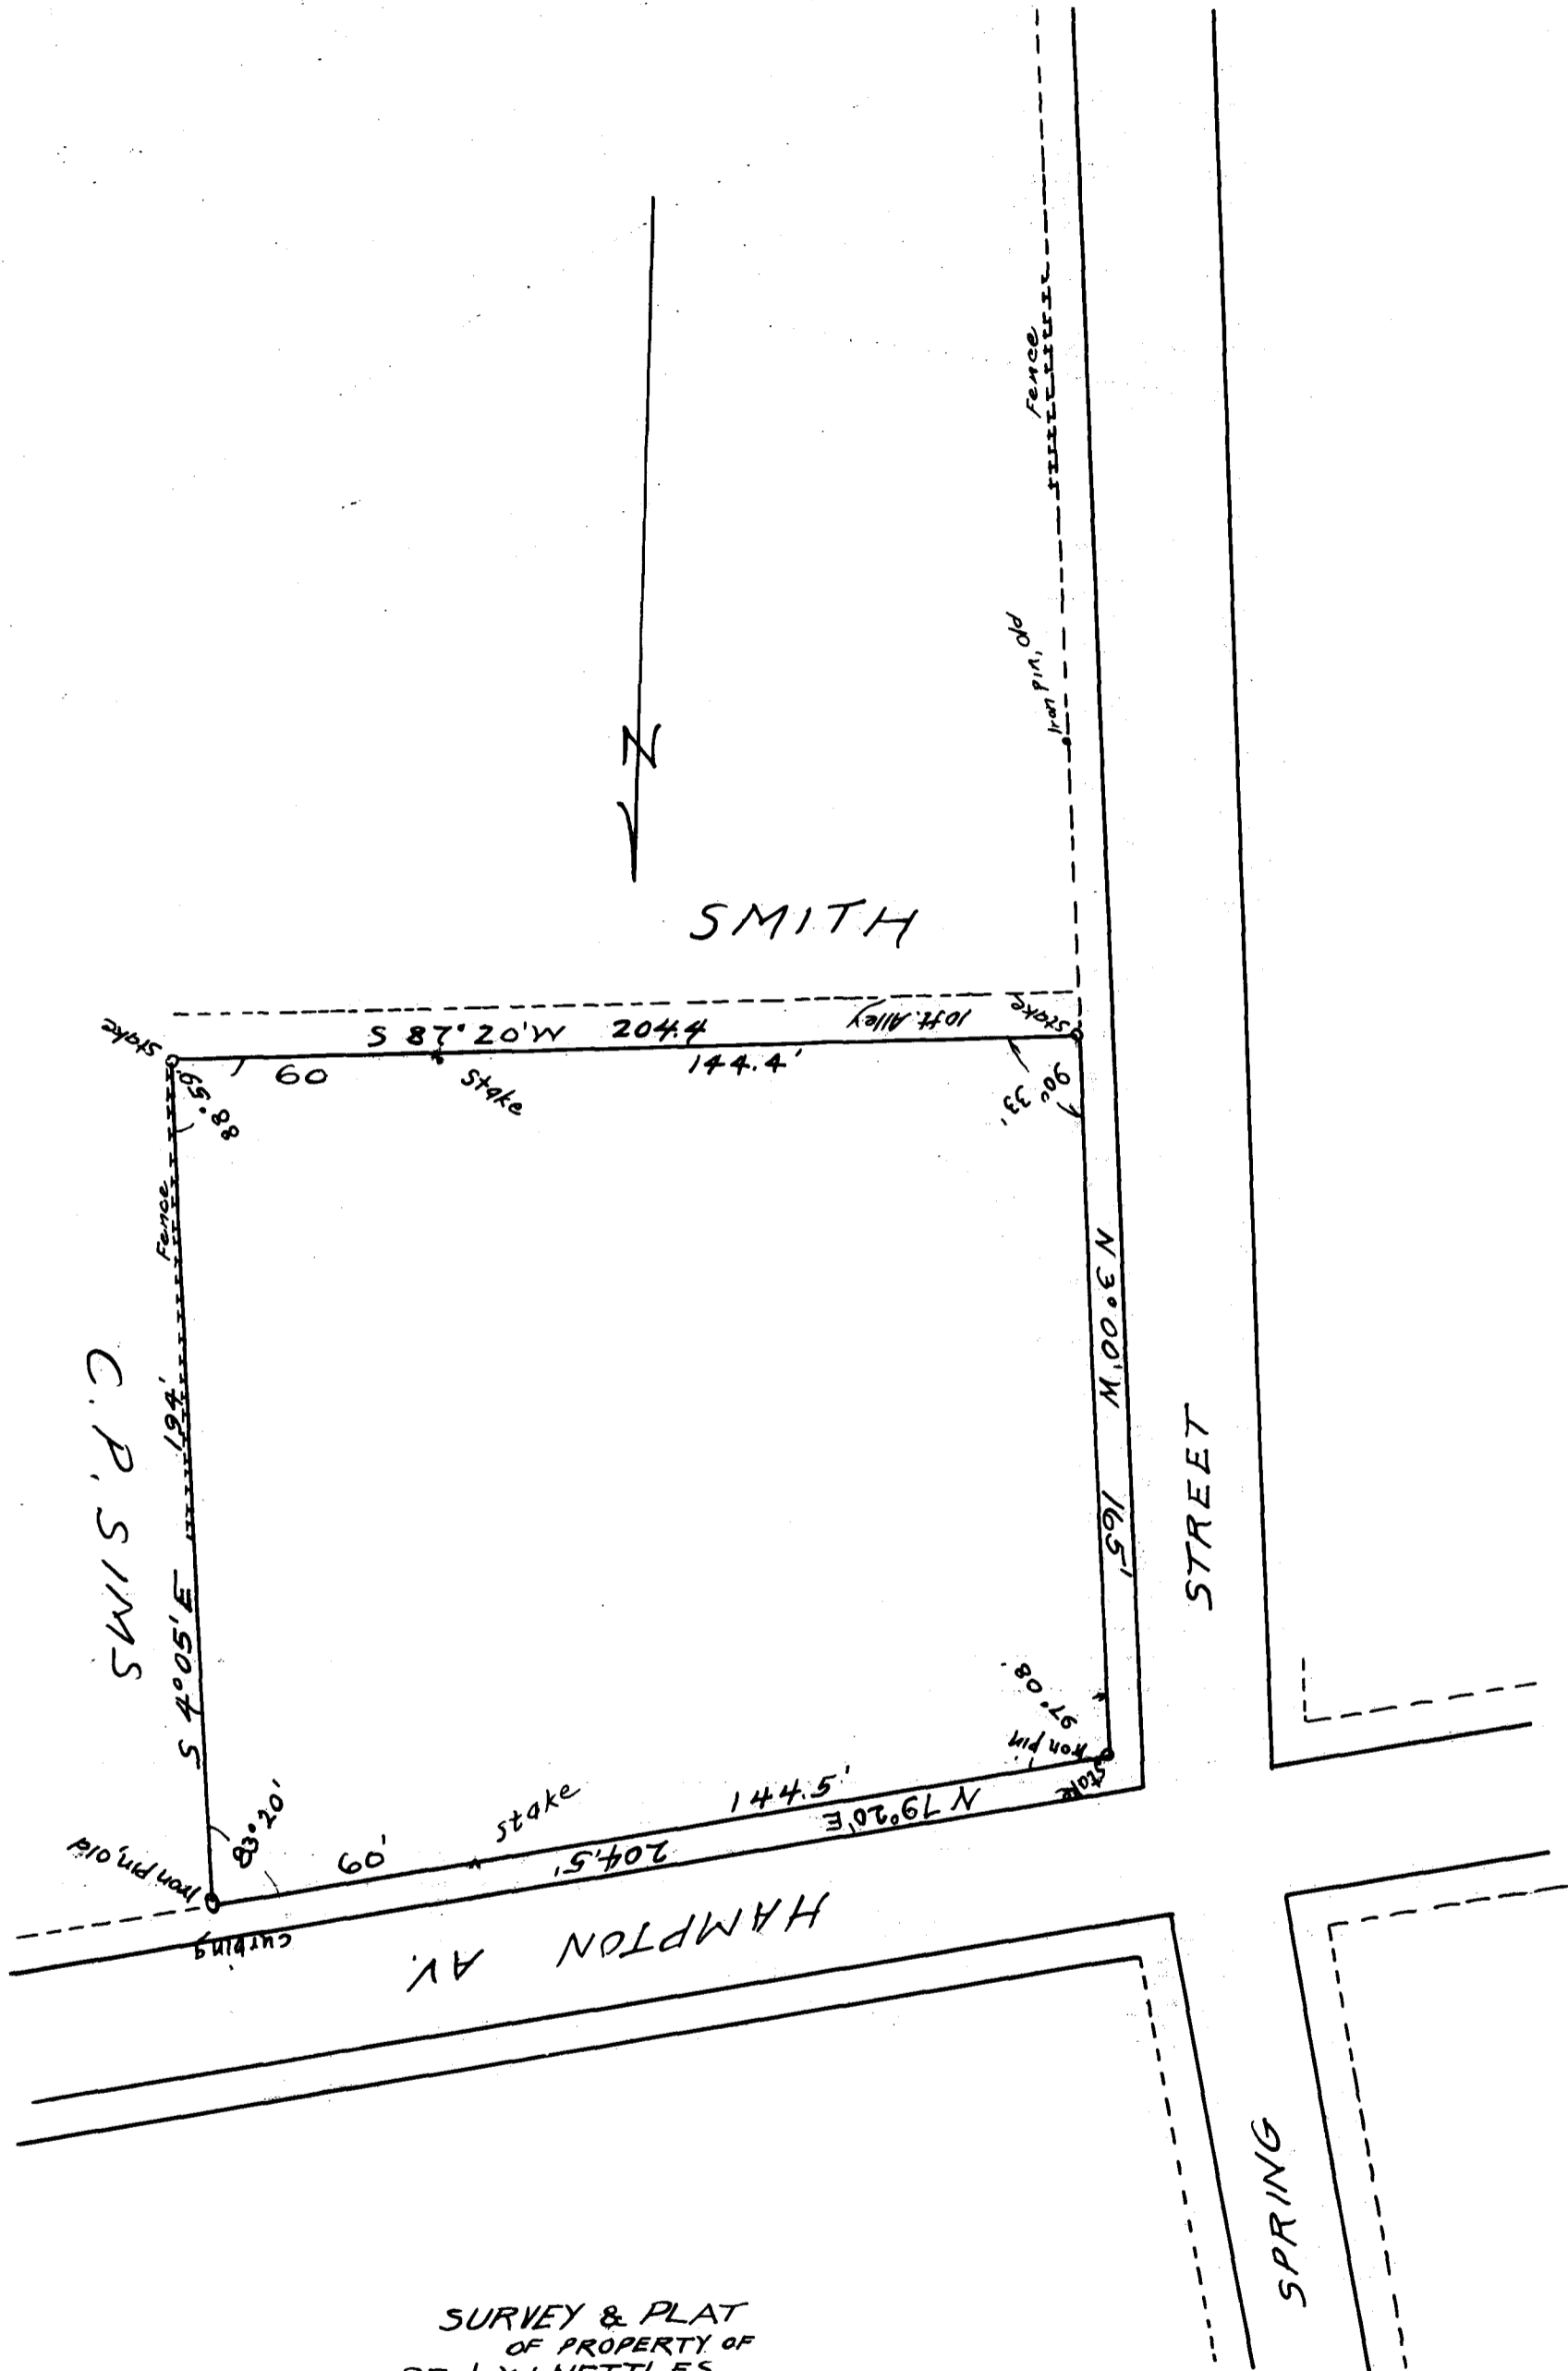 Fence
Iron pin, old
N
SMITH
10ft. Alley
Stake
Stake
S 87° 20' W 204.4
60
Stake
144.4'
90° 33'
88° 59'
Fence
C. P. SIMS
S 4° 05' E 194'
N 3° 00' W 165'
STREET
97° 08'
Iron pin
Stake
83° 20'
Iron pin, old
60'
Stake
144.5'
204.5'
N 79° 20' E
curbing
HAMPTON AV.
SPRING
SURVEY & PLAT
OF PROPERTY OF
NETTLES